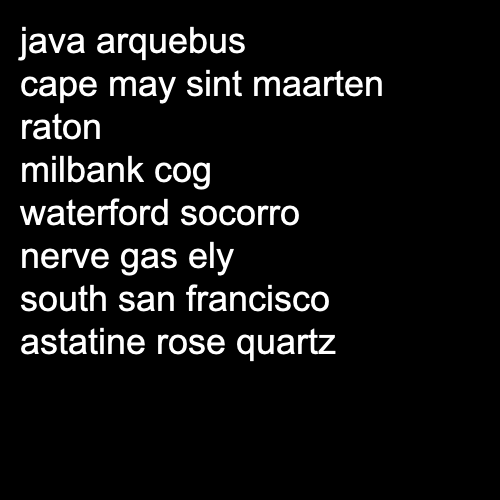 java arquebus
cape may sint maarten
raton
milbank cog
waterford socorro
nerve gas ely
south san francisco
astatine rose quartz